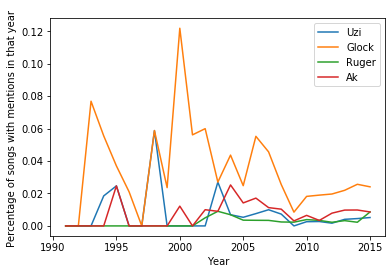 Percentage of songs with mentions in that year
0.12
0.10
0.08
0.06
0.04
0.02
0.00
1990
1995
2000
2005
2010
2015
Year
Uzi
Glock
Ruger
Ak